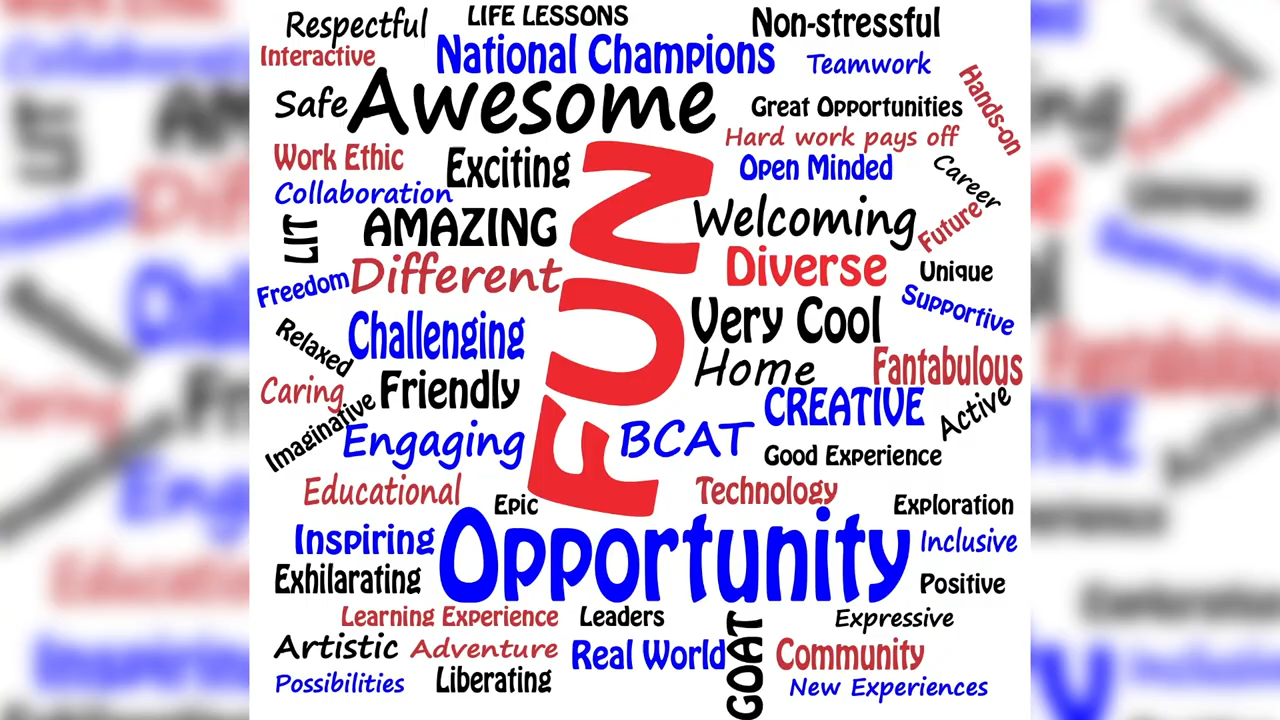 Respectful
LIFE LESSONS
Non-stressful
Interactive
National Champions
Teamwork
Hands-on
Safe
Awesome
Great Opportunities
Hard work pays off
Work Ethic
Exciting
Open Minded
Career
Collaboration
FUN
LIT
AMAZING
Welcoming
Future
Freedom
Different
Diverse
Unique
Supportive
Relaxed
Challenging
Very Cool
Home
Fantabulous
Caring
Friendly
CREATIVE
Active
Imaginative
Engaging
BCAT
Good Experience
Educational
Epic
Technology
Exploration
Inspiring
Opportunity
Inclusive
Exhilarating
Positive
Learning Experience
Leaders
GOAT
Expressive
Artistic
Adventure
Real World
Community
Possibilities
Liberating
New Experiences